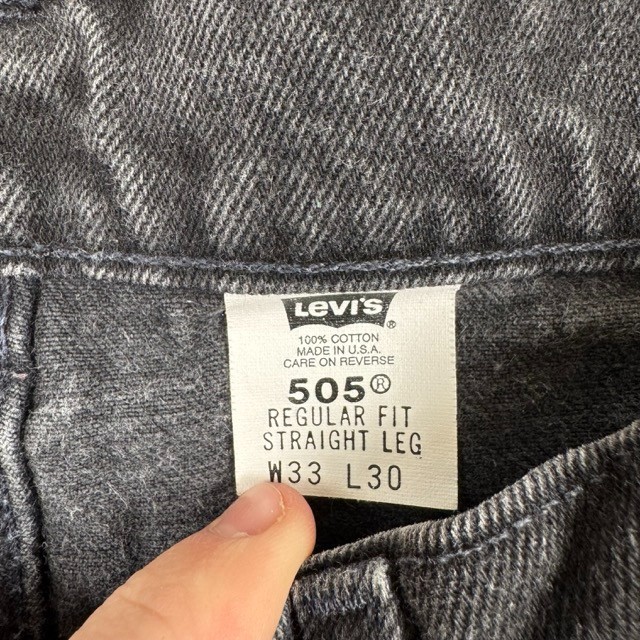 LEVI'S ®
100% COTTON
MADE IN U.S.A.
CARE ON REVERSE
505®
REGULAR FIT
STRAIGHT LEG
W33 L30